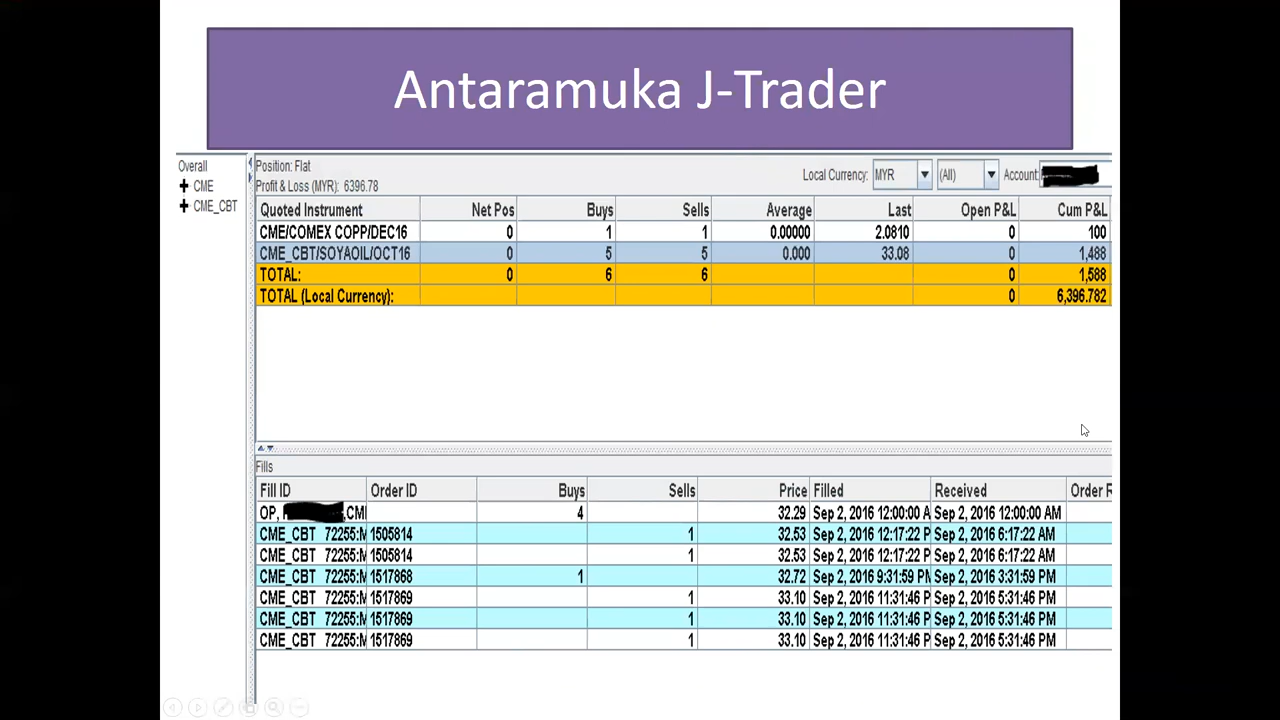 Antaramuka J-Trader
Overall
CME
CME_CBT
Position: Flat
Profit & Loss (MYR): 6396.78
Local Currency: MYR (All) Account:
Quoted Instrument Net Pos Buys Sells Average Last Open P&L Cum P&L
CME/COMEX COPP/DEC16 0 1 1 0.00000 2.0810 0 100
CME_CBT/SOYAOIL/OCT16 0 5 5 0.000 33.08 0 1,488
TOTAL: 0 6 6 0 1,588
TOTAL (Local Currency): 0 6,396.782
Fills
Fill ID Order ID Buys Sells Price Filled Received Order R
OP, ,CME 4 32.29 Sep 2, 2016 12:00:00 A Sep 2, 2016 12:00:00 AM
CME_CBT 72255:M 1505814 1 32.53 Sep 2, 2016 12:17:22 P Sep 2, 2016 6:17:22 AM
CME_CBT 72255:M 1505814 1 32.53 Sep 2, 2016 12:17:22 P Sep 2, 2016 6:17:22 AM
CME_CBT 72255:M 1517868 1 32.72 Sep 2, 2016 9:31:59 PM Sep 2, 2016 3:31:59 PM
CME_CBT 72255:M 1517869 1 33.10 Sep 2, 2016 11:31:46 P Sep 2, 2016 5:31:46 PM
CME_CBT 72255:M 1517869 1 33.10 Sep 2, 2016 11:31:46 P Sep 2, 2016 5:31:46 PM
CME_CBT 72255:M 1517869 1 33.10 Sep 2, 2016 11:31:46 P Sep 2, 2016 5:31:46 PM